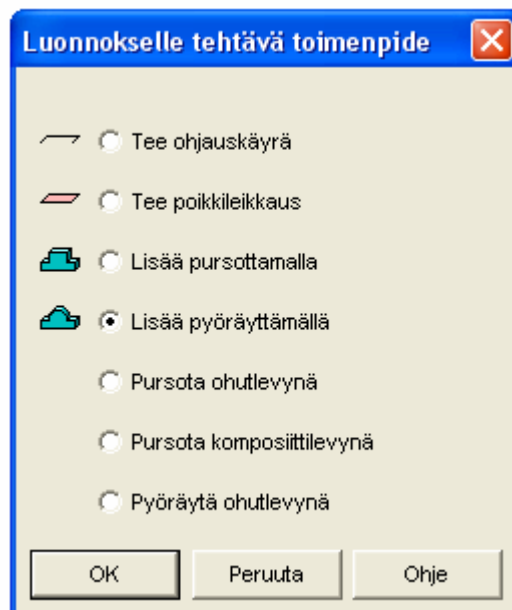 Luonnokselle tehtävä toimenpide
Tee ohjauskäyrä
Tee poikkileikkaus
Lisää pursottamalla
Lisää pyöräyttämällä
Pursota ohutlevynä
Pursota komposiittilevynä
Pyöräytä ohutlevynä
OK Peruuta Ohje